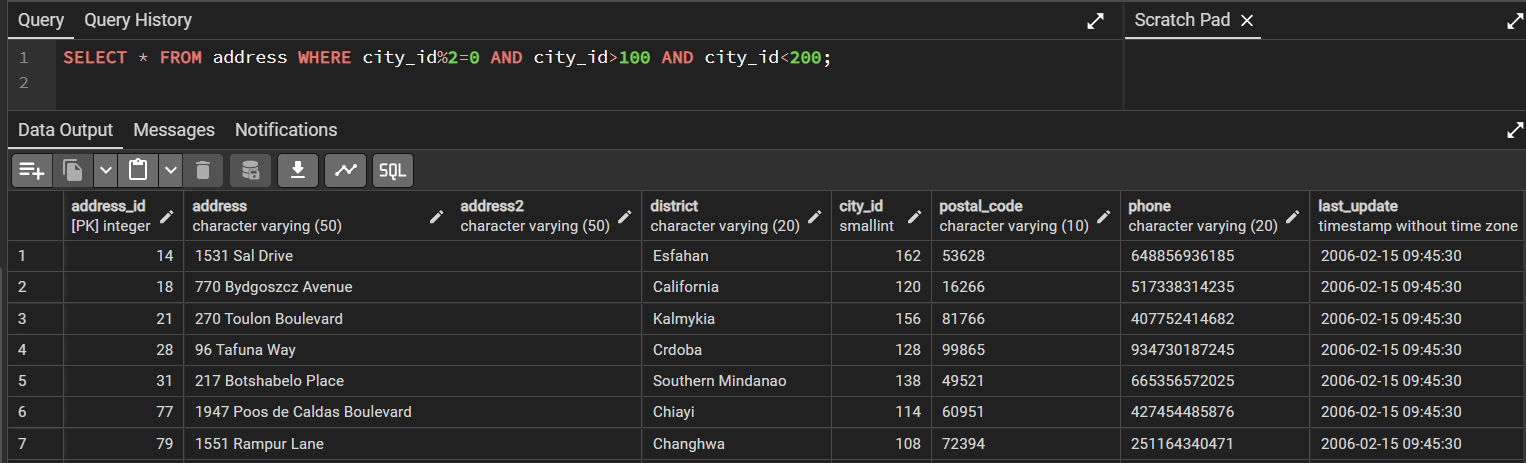 Query Query History Scratch Pad ×
1 SELECT * FROM address WHERE city_id%2=0 AND city_id>100 AND city_id<200;
2
Data Output Messages Notifications
SQL
address_id address address2 district city_id postal_code phone last_update
[PK] integer character varying (50) character varying (50) character varying (20) smallint character varying (10) character varying (20) timestamp without time zone
1 14 1531 Sal Drive Esfahan 162 53628 648856936185 2006-02-15 09:45:30
2 18 770 Bydgoszcz Avenue California 120 16266 517338314235 2006-02-15 09:45:30
3 21 270 Toulon Boulevard Kalmykia 156 81766 407752414682 2006-02-15 09:45:30
4 28 96 Tafuna Way Crdoba 128 99865 934730187245 2006-02-15 09:45:30
5 31 217 Botshabelo Place Southern Mindanao 138 49521 665356572025 2006-02-15 09:45:30
6 77 1947 Poos de Caldas Boulevard Chiayi 114 60951 427454485876 2006-02-15 09:45:30
7 79 1551 Rampur Lane Changhwa 108 72394 251164340471 2006-02-15 09:45:30